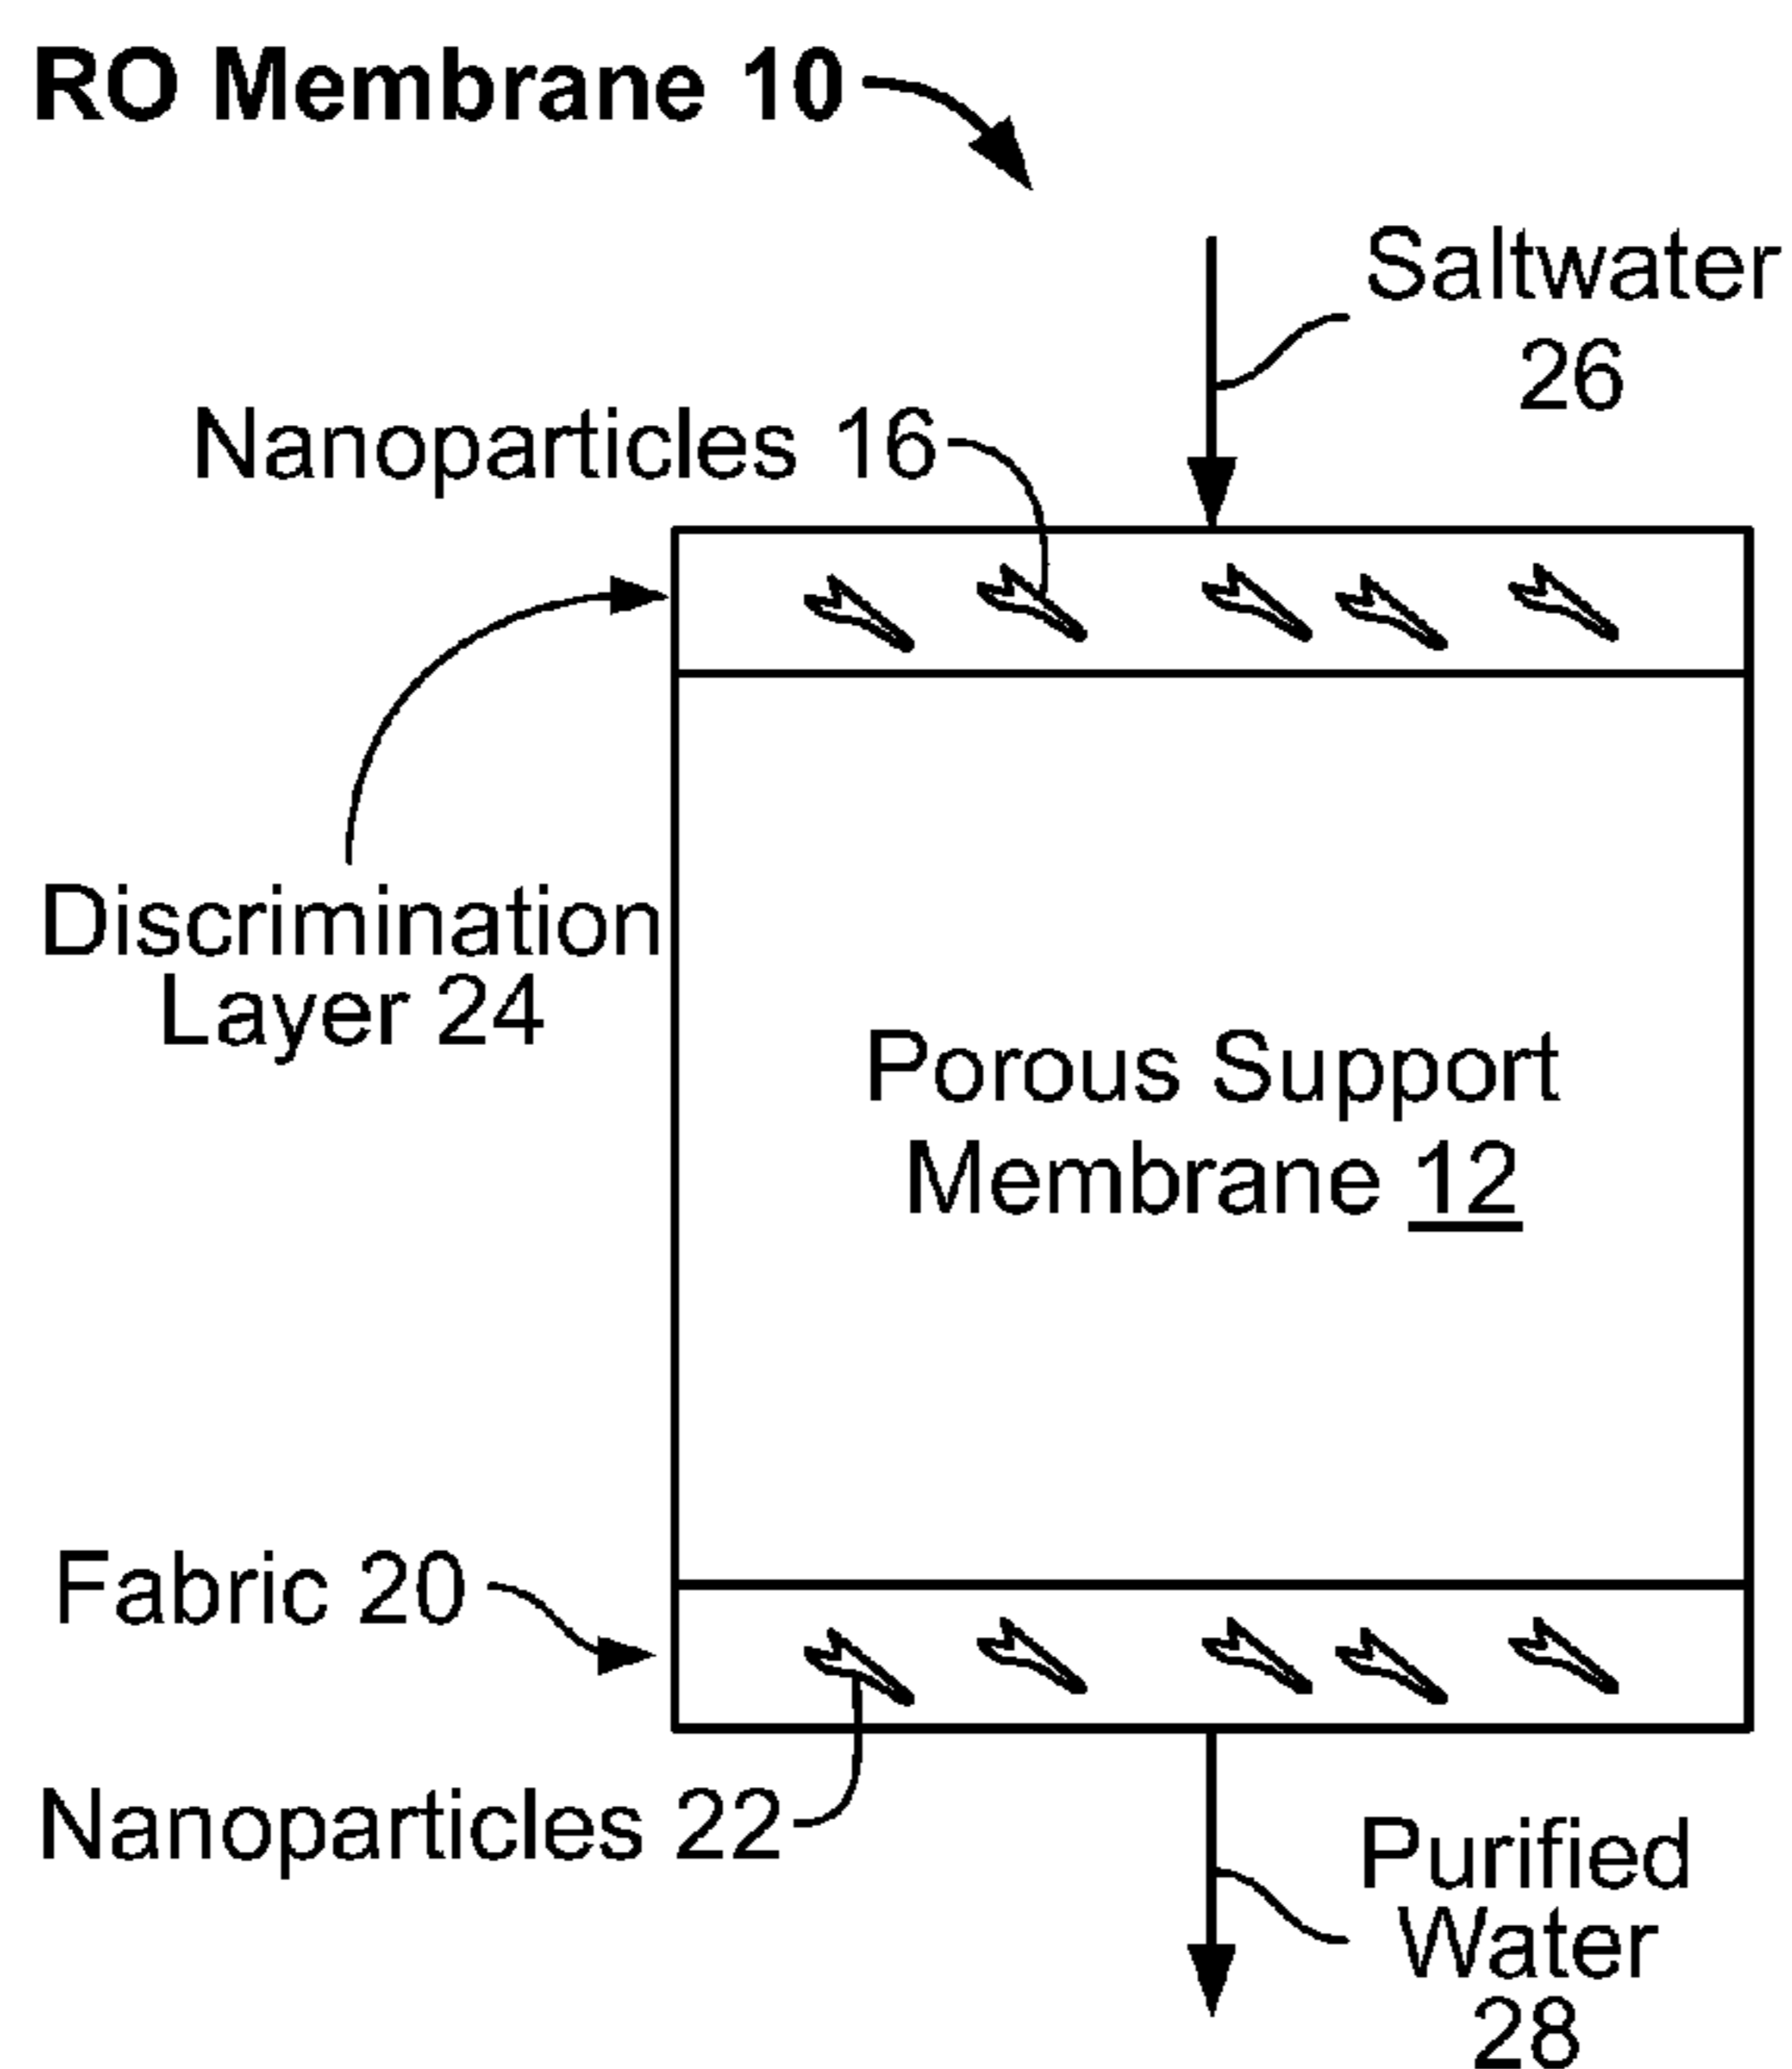 RO Membrane 10
Saltwater
26
Nanoparticles 16
Discrimination
Layer 24
Porous Support
Membrane 12
Fabric 20
Nanoparticles 22
Purified
Water
28